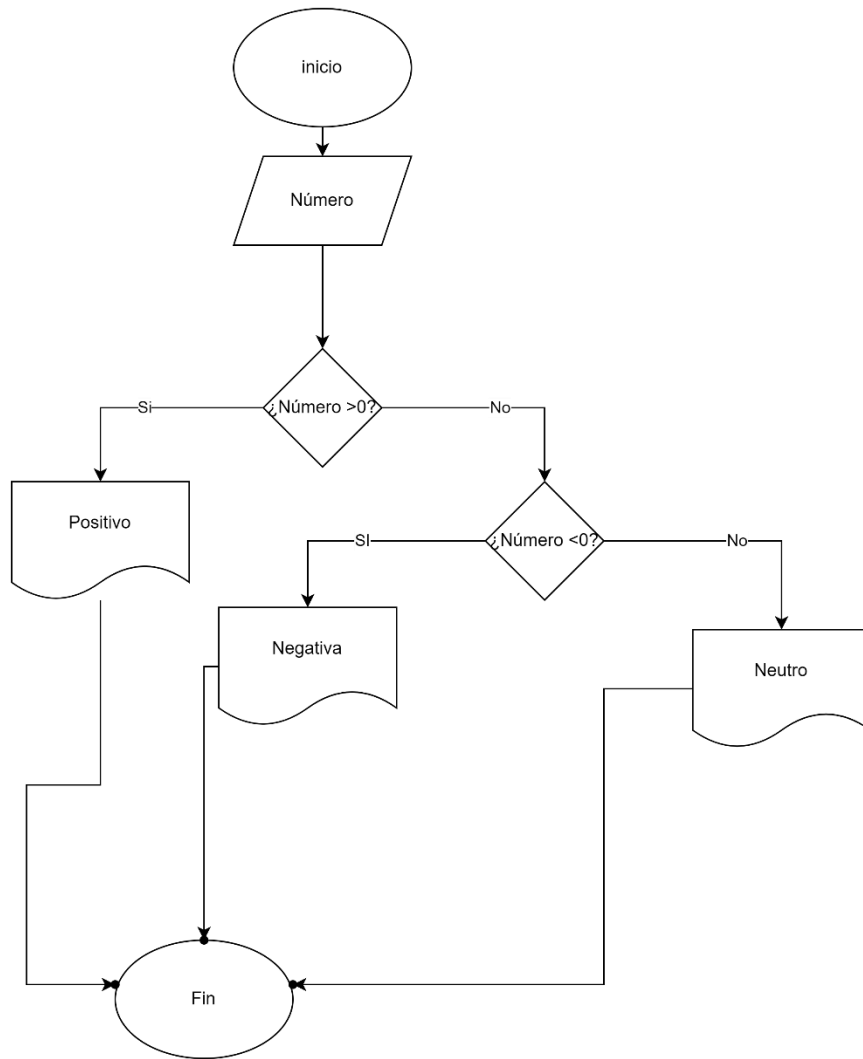 inicio
Número
¿Número >0?
Si
No
Positivo
¿Número <0?
SI
No
Negativa
Neutro
Fin